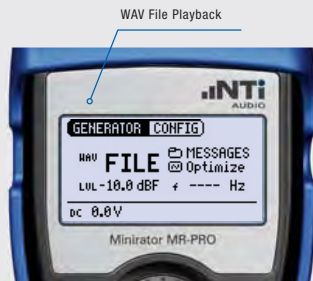 WAV File Playback
NTi
AUDIO
GENERATOR CONFIG
WAV FILE MESSAGES
Optimize
LVL-10.0 dBF f ---- Hz
DC 0.0V
Minirator MR-PRO